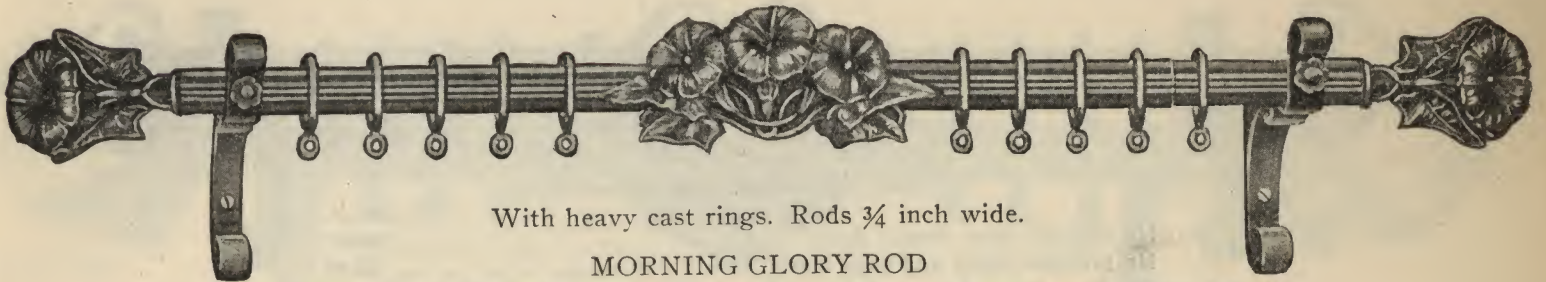 With heavy cast rings. Rods ¾ inch wide.
MORNING GLORY ROD